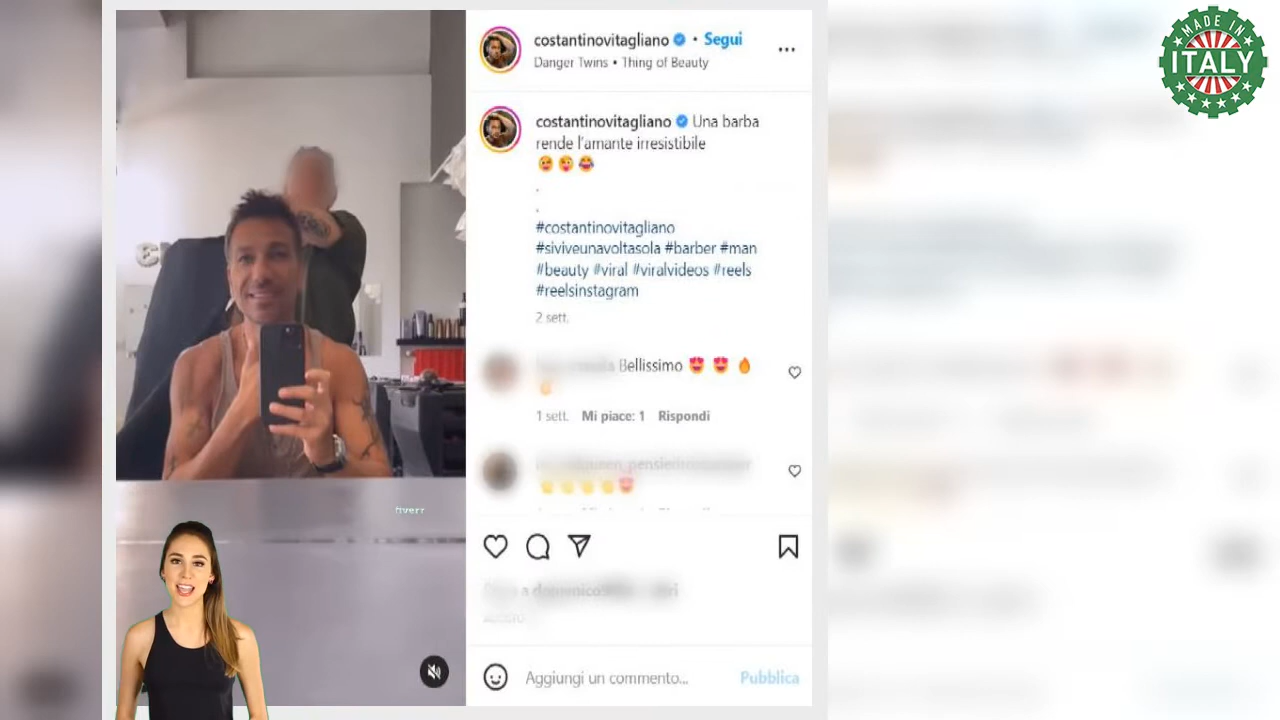 MADE IN
ITALY
costantinovitagliano • Segui
Danger Twins • Thing of Beauty
costantinovitagliano Una barba
rende l'amante irresistibile
😍 😘 😂
.
.
#costantinovitagliano
#siviveunavoltasola #barber #man
#beauty #viral #viralvideos #reels
#reelsinstagram
2 sett.
Bellissimo 😍 😍 🔥
1 sett. Mi piace: 1 Rispondi
fiverr
Aggiungi un commento... Pubblica